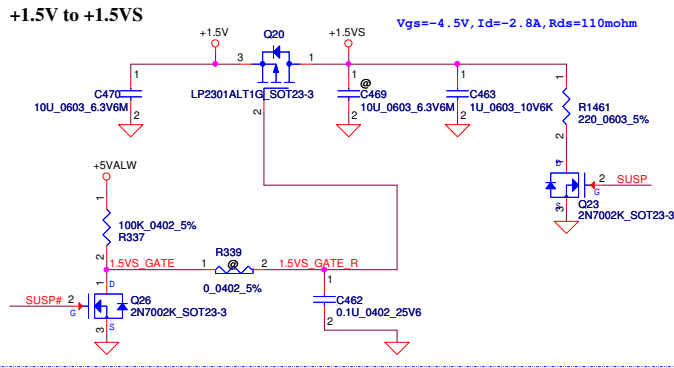 +1.5V to +1.5VS
Vgs=-4.5V,Id=-2.8A,Rds=110mohm
+1.5V
Q20
+1.5VS
3
1
LP2301ALT1G_SOT23-3
2
1
C470
10U_0603_6.3V6M
2
1
@
C469
10U_0603_6.3V6M
2
1
C463
1U_0603_10V6K
2
1
R1461
220_0603_5%
2
1
D
2
SUSP
G
S
3
Q23
2N7002K_SOT23-3
+5VALW
1
100K_0402_5%
R337
2
1.5VS_GATE
1
R339
@
2
0_0402_5%
1.5VS_GATE_R
1
C462
0.1U_0402_25V6
2
1
D
SUSP#
2
G
Q26
2N7002K_SOT23-3
S
3